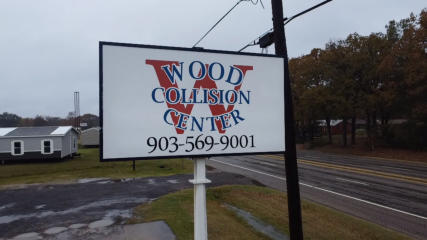 W
WOOD
COLLISION
CENTER
903-569-9001